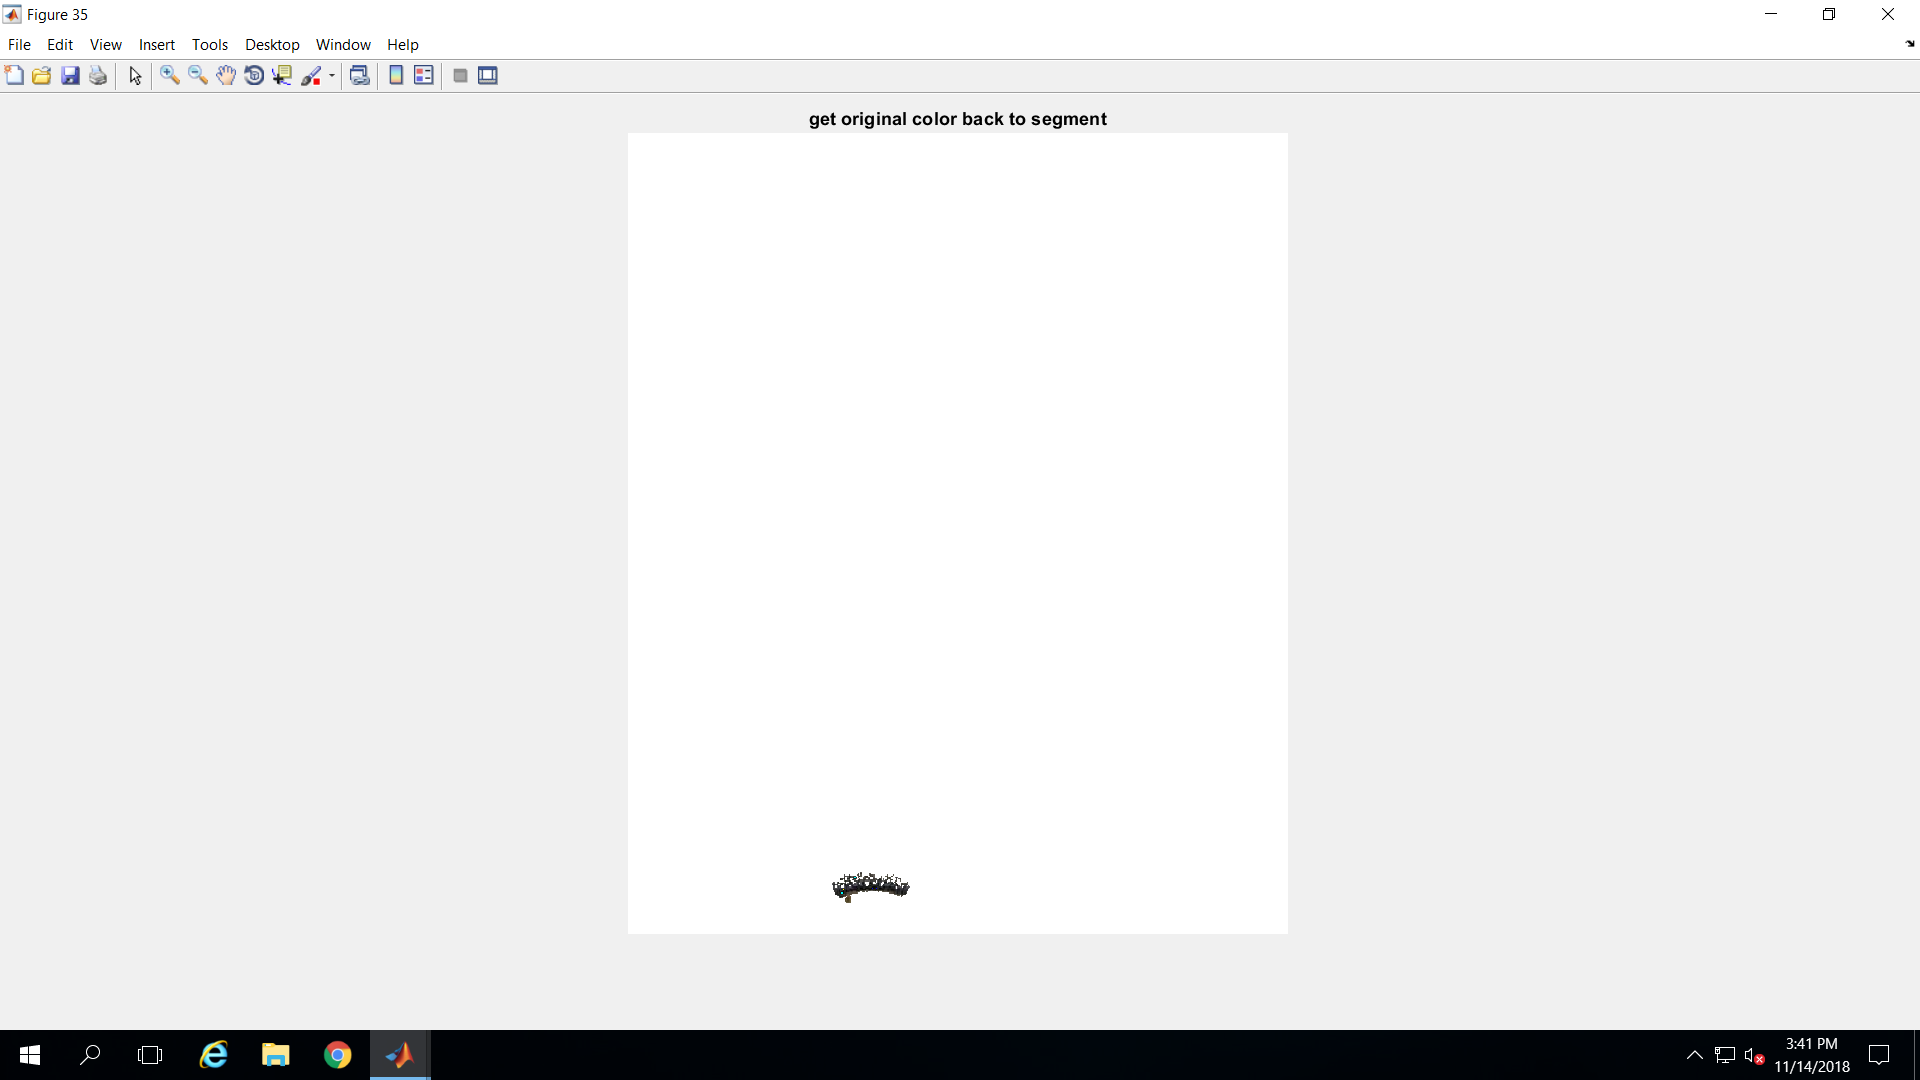 Figure 35
File Edit View Insert Tools Desktop Window Help
get original color back to segment
3:41 PM
11/14/2018